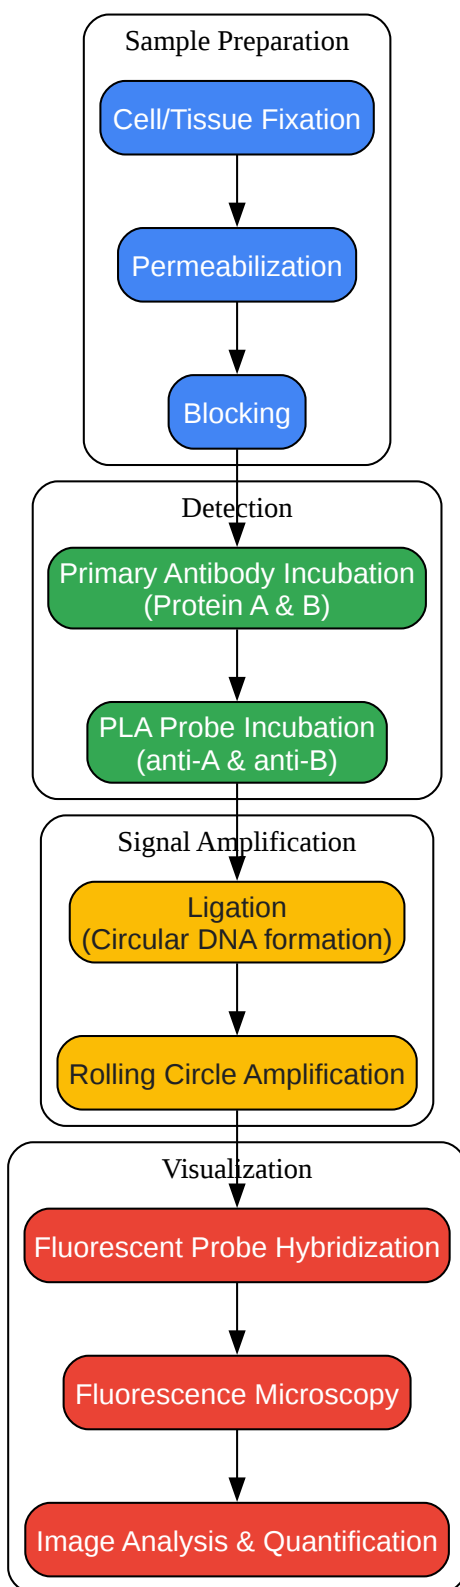 Sample Preparation
Cell/Tissue Fixation
Permeabilization
Blocking
Detection
Primary Antibody Incubation
(Protein A & B)
PLA Probe Incubation
(anti-A & anti-B)
Signal Amplification
Ligation
(Circular DNA formation)
Rolling Circle Amplification
Visualization
Fluorescent Probe Hybridization
Fluorescence Microscopy
Image Analysis & Quantification